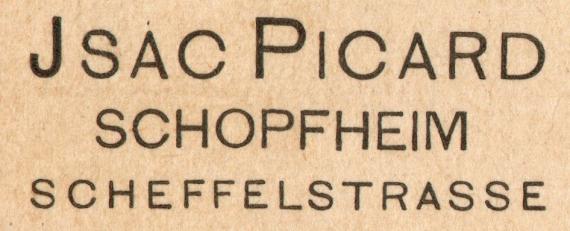 JSAC PICARD
SCHOPFHEIM
SCHEFFELSTRASSE